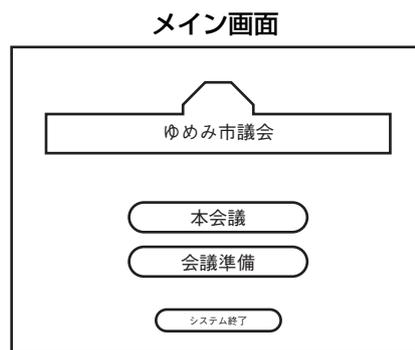 メイン画面
ゆめみ市議会
本会議
会議準備
システム終了